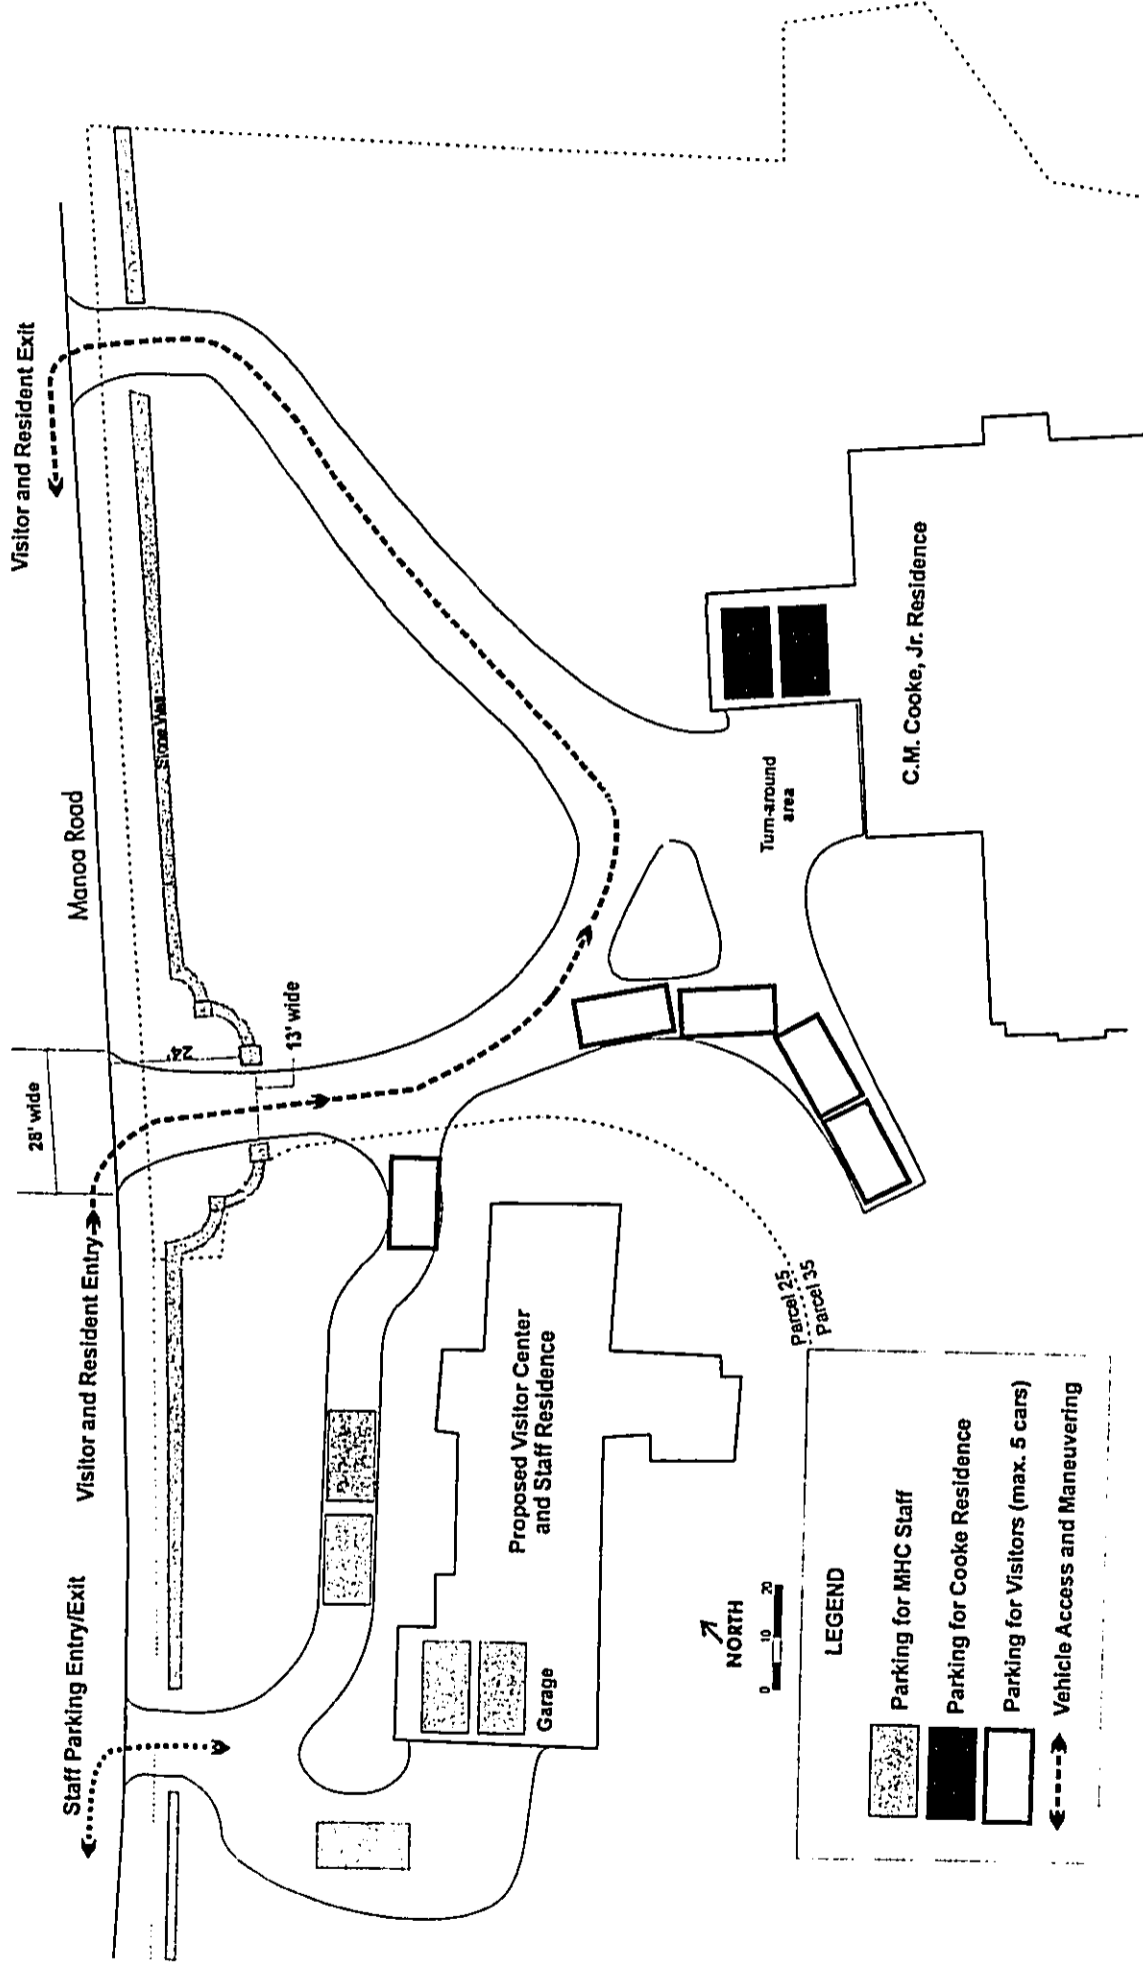 Staff Parking Entry/Exit
Visitor and Resident Entry
28' wide
24'
13' wide
Manoa Road
Stone Wall
Visitor and Resident Exit
Garage
Proposed Visitor Center
and Staff Residence
Parcel 25
Parcel 35
Turn-around
area
C.M. Cooke, Jr. Residence
NORTH
0 10 20
LEGEND
Parking for MHC Staff
Parking for Cooke Residence
Parking for Visitors (max. 5 cars)
Vehicle Access and Maneuvering